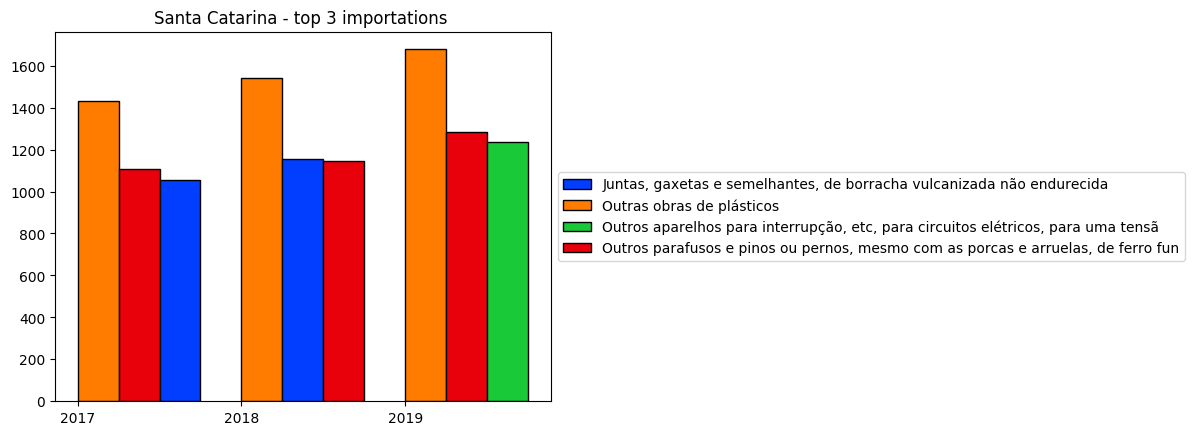 Santa Catarina - top 3 importations
1600
1400
1200
1000
800
600
400
200
0
2017
2018
2019
Juntas, gaxetas e semelhantes, de borracha vulcanizada não endurecida
Outras obras de plásticos
Outros aparelhos para interrupção, etc, para circuitos elétricos, para uma tensã
Outros parafusos e pinos ou pernos, mesmo com as porcas e arruelas, de ferro fun